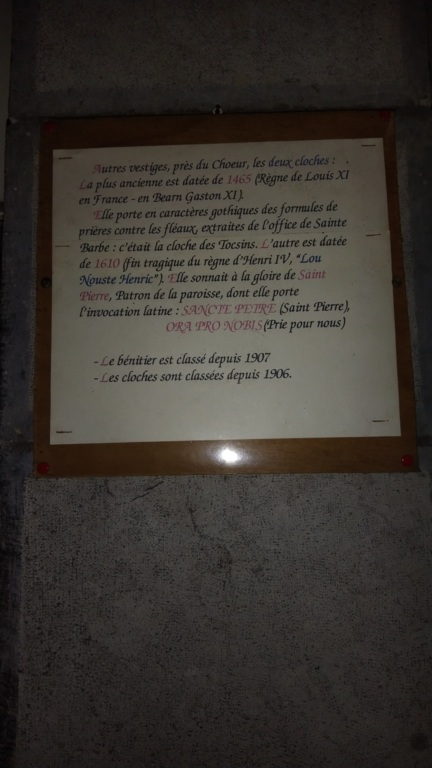 Autres vestiges, près du Choeur, les deux cloches :
La plus ancienne est datée de 1465 (Règne de Louis XI
en France - en Bearn Gaston XI).
Elle porte en caractères gothiques des formules de
prières contre les fléaux, extraites de l'office de Sainte
Barbe : c'était la cloche des Tocsins. L'autre est datée
de 1610 (fin tragique du règne d'Henri IV, "Lou
Nouste Henric"). Elle sonnait à la gloire de Saint
Pierre, Patron de la paroisse, dont elle porte
l'invocation latine : SANCTE PETRE (Saint Pierre),
ORA PRO NOBIS (Prie pour nous)
- Le bénitier est classé depuis 1907
- Les cloches sont classées depuis 1906.